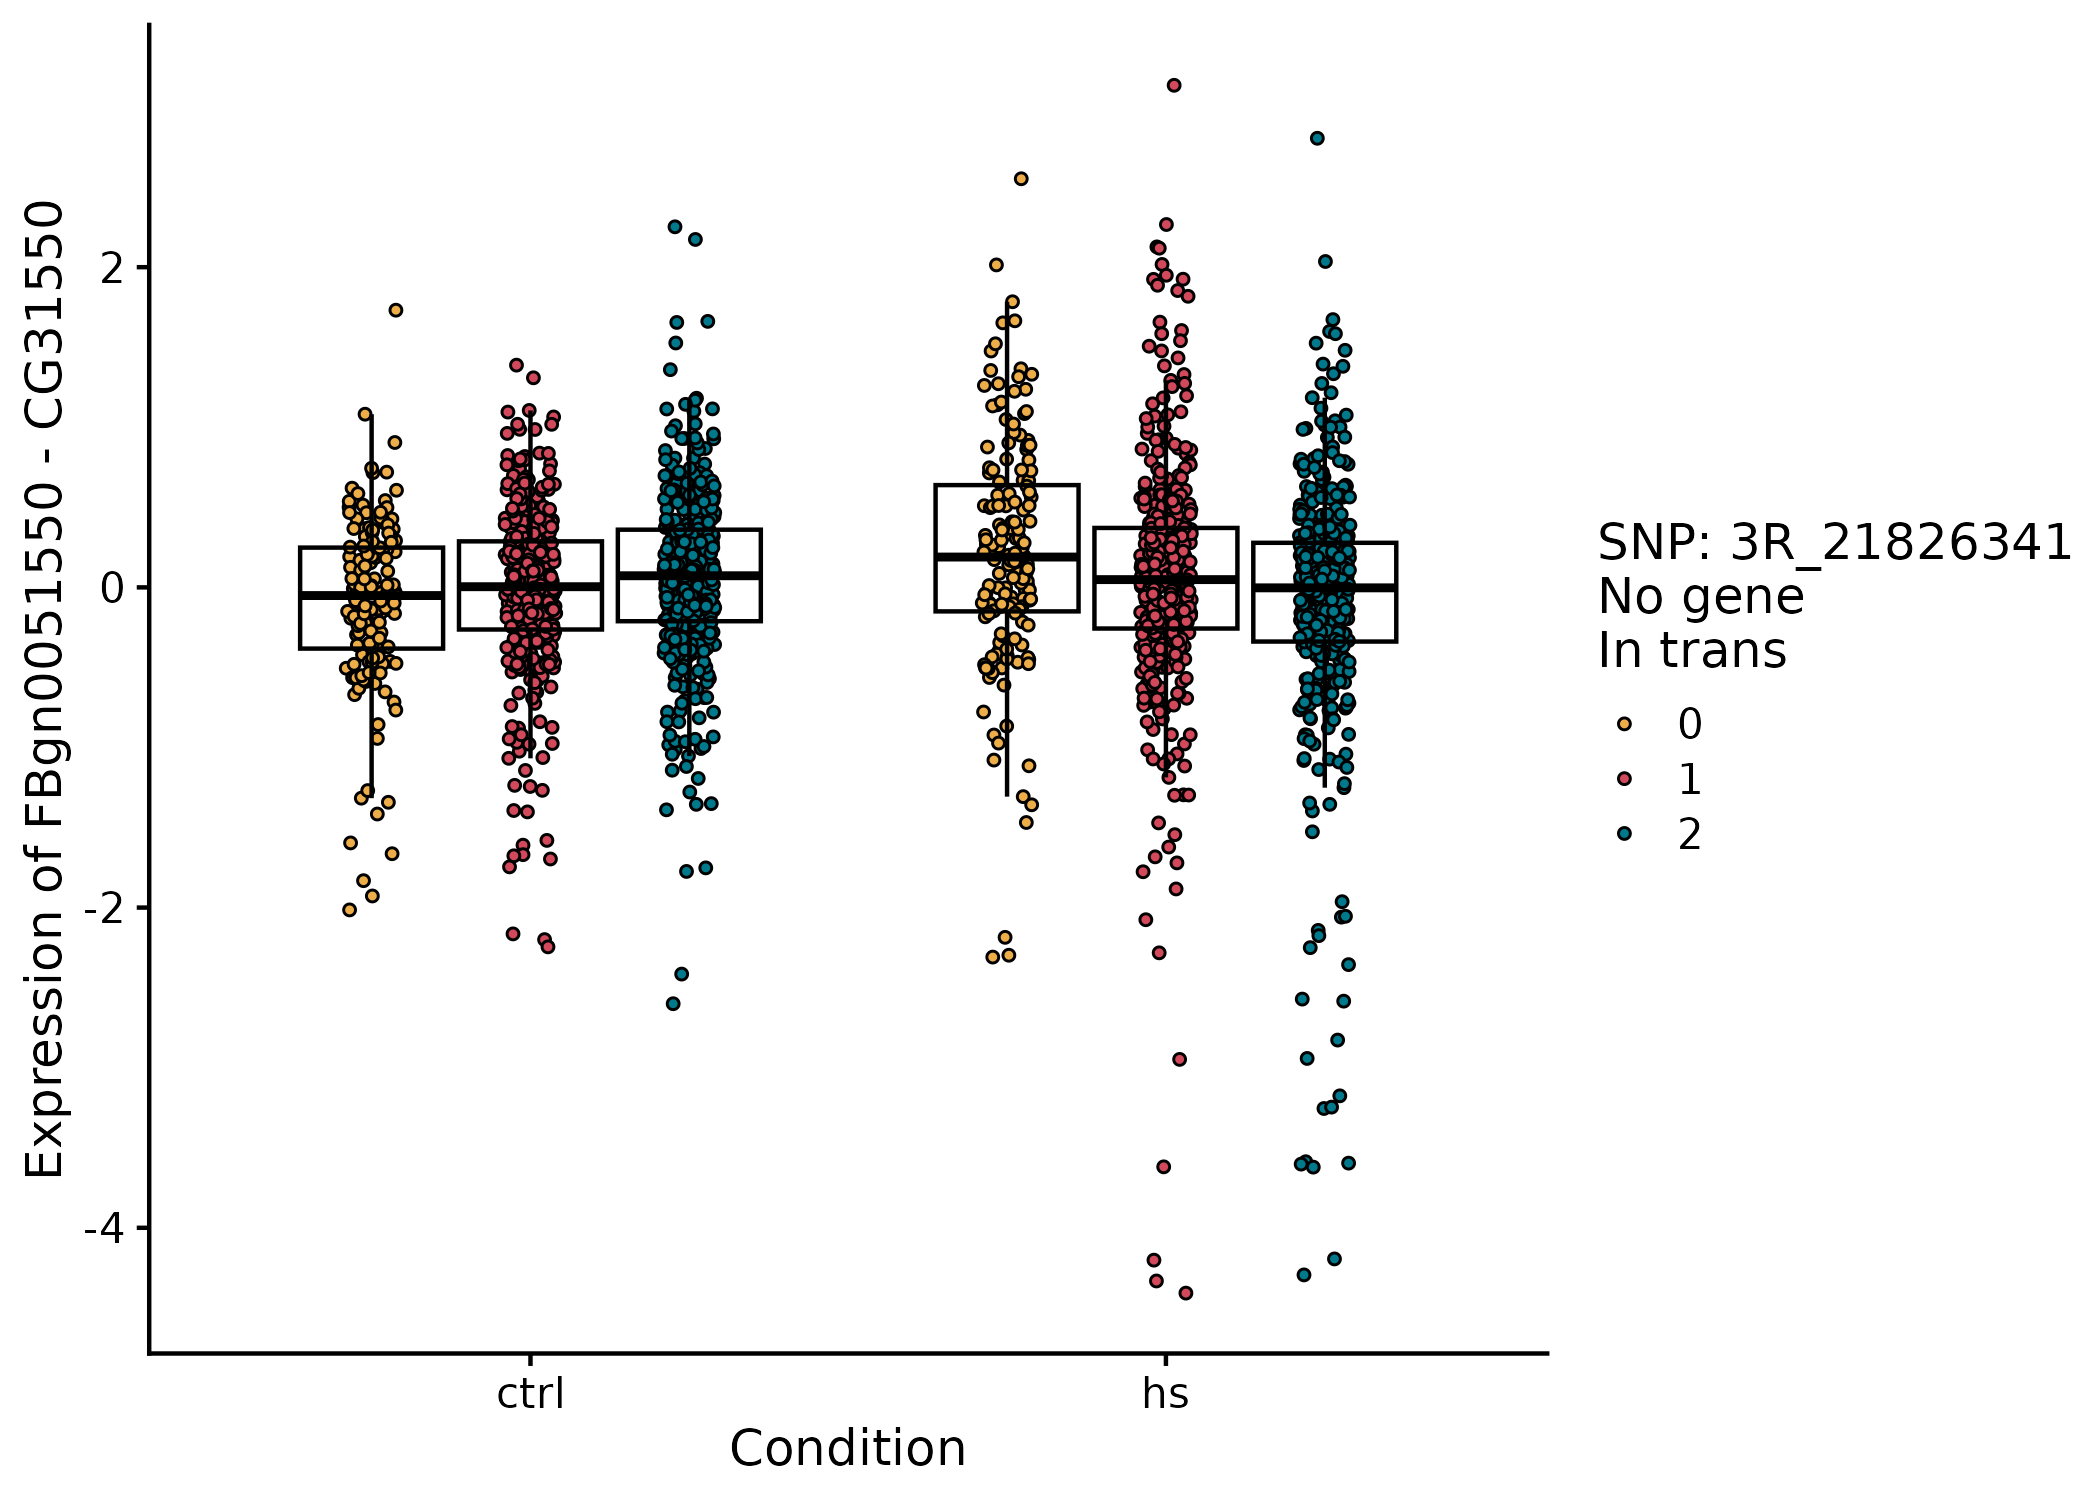 Expression of FBgn0051550 - CG31550
2
0
-2
-4
ctrl
hs
Condition
SNP: 3R_21826341
No gene
In trans
0
1
2